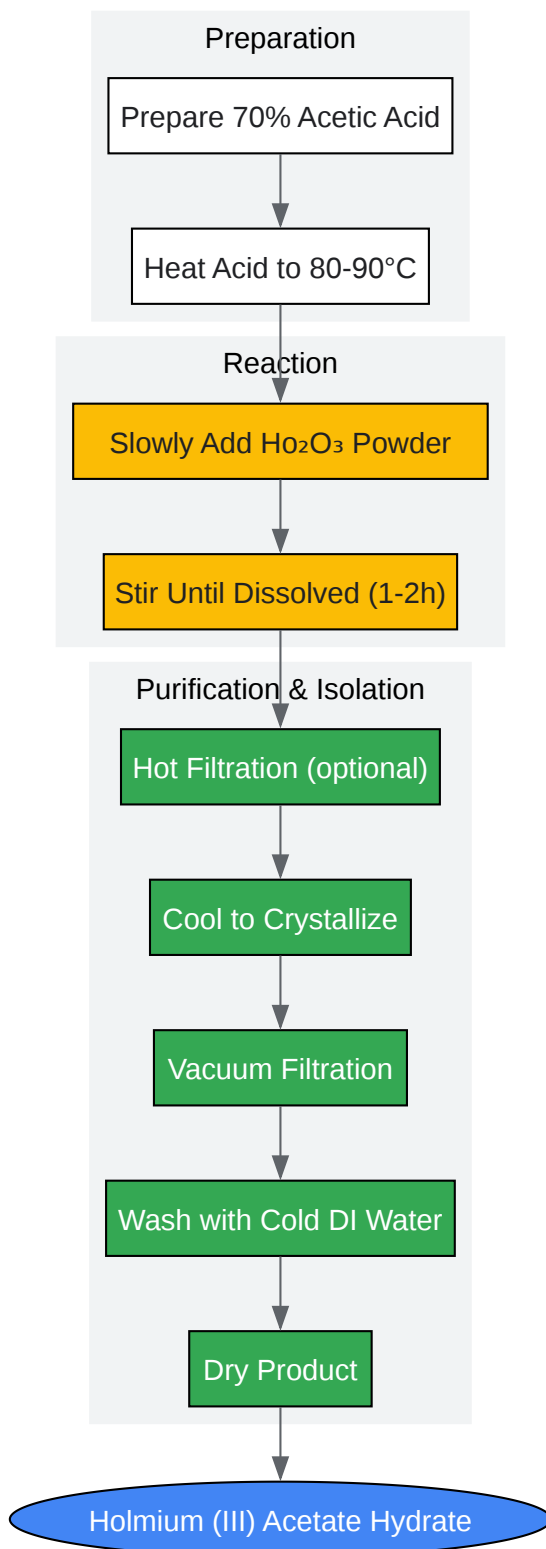 Preparation
Prepare 70% Acetic Acid
Heat Acid to 80-90°C
Reaction
Slowly Add Ho₂O₃ Powder
Stir Until Dissolved (1-2h)
Purification & Isolation
Hot Filtration (optional)
Cool to Crystallize
Vacuum Filtration
Wash with Cold DI Water
Dry Product
Holmium (III) Acetate Hydrate